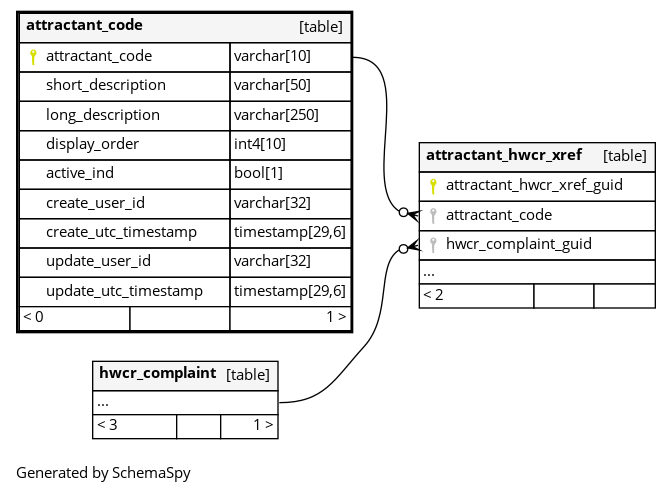 attractant_code [table]
attractant_code varchar[10]
short_description varchar[50]
long_description varchar[250]
display_order int4[10]
active_ind bool[1]
create_user_id varchar[32]
create_utc_timestamp timestamp[29,6]
update_user_id varchar[32]
update_utc_timestamp timestamp[29,6]
< 0 1 >
attractant_hwcr_xref [table]
attractant_hwcr_xref_guid
attractant_code
hwcr_complaint_guid
...
< 2
hwcr_complaint [table]
...
< 3 1 >
Generated by SchemaSpy